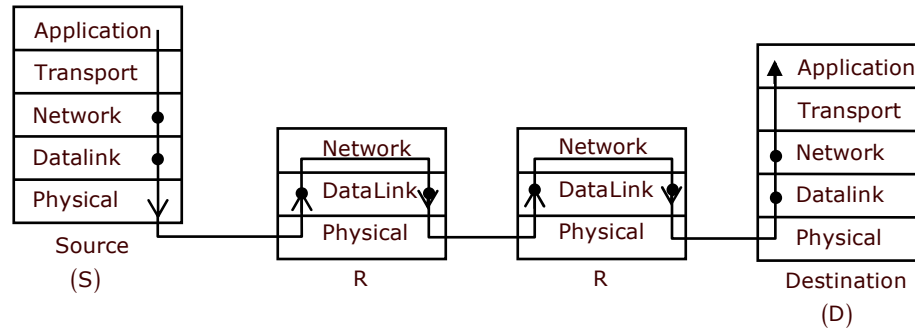 Application
Transport
Network
Datalink
Physical
Source
(S)
Network
DataLink
Physical
R
Network
DataLink
Physical
R
Application
Transport
Network
Datalink
Physical
Destination
(D)